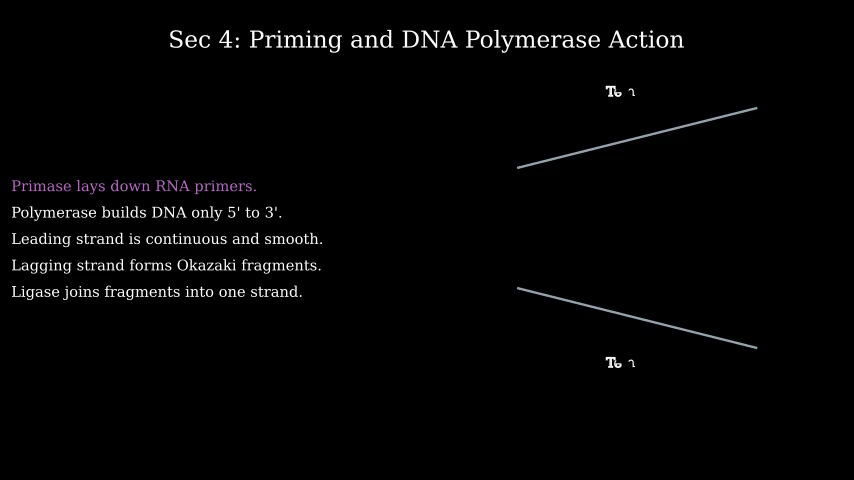 Sec 4: Priming and DNA Polymerase Action
Primase lays down RNA primers.
Polymerase builds DNA only 5' to 3'.
Leading strand is continuous and smooth.
Lagging strand forms Okazaki fragments.
Ligase joins fragments into one strand.